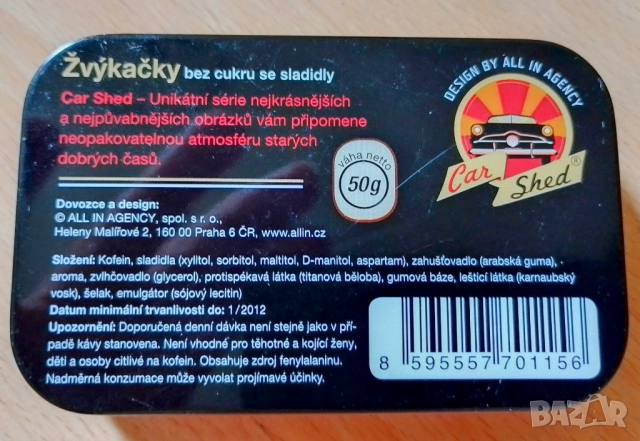 Žvýkačky bez cukru se sladidly
Car Shed – Unikátní série nejkrásnějších
a nejpůvabnějších obrázků vám připomene
neopakovatelnou atmosféru starých
dobrých časů.
váha netto
50g
DESIGN BY ALL IN AGENCY
Car Shed®
Dovozce a design:
© ALL IN AGENCY, spol. s r. o.,
Heleny Malířové 2, 160 00 Praha 6 ČR, www.allin.cz
Složení: Kofein, sladidla (xylitol, sorbitol, maltitol, D-manitol, aspartam), zahušťovadlo (arabská guma),
aroma, zvlhčovadlo (glycerol), protispékavá látka (titanová běloba), gumová báze, lešticí látka (karnaubský
vosk), šelak, emulgátor (sójový lecitin)
Datum minimální trvanlivosti do: 1/2012
Upozornění: Doporučená denní dávka není stejně jako v pří-
padě kávy stanovena. Není vhodné pro těhotné a kojící ženy,
děti a osoby citlivé na kofein. Obsahuje zdroj fenylalaninu.
Nadměrná konzumace může vyvolat projímavé účinky.
8 595557 701156
BAZAR.bg